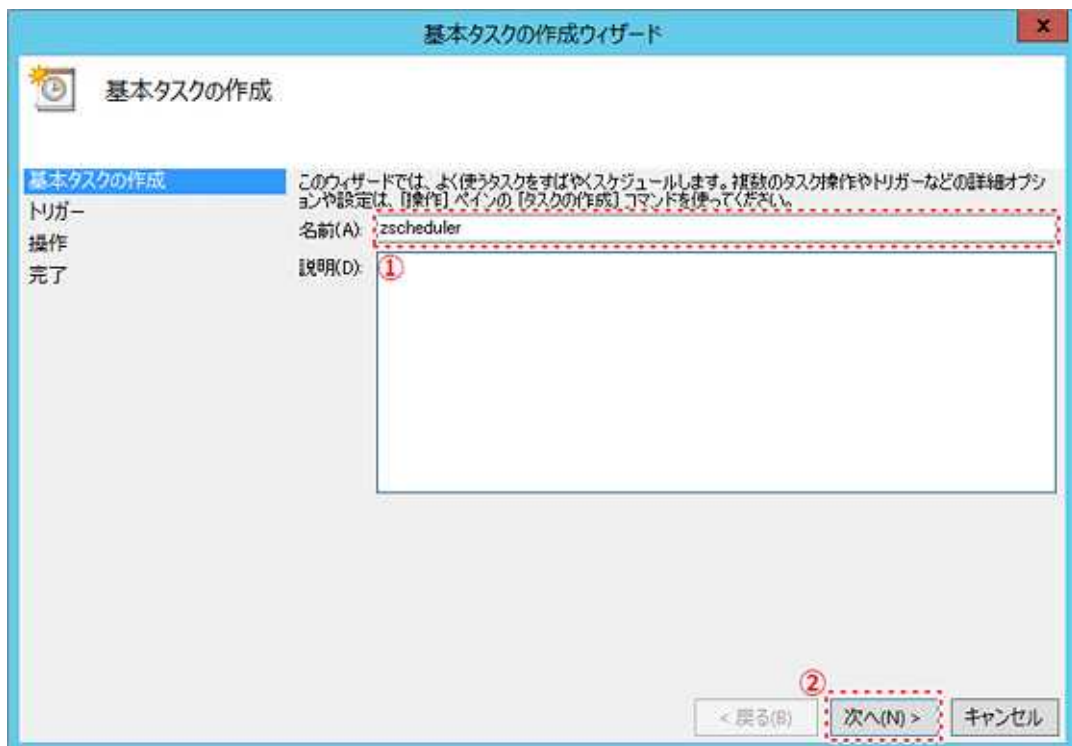 基本タスクの作成ウィザード
x
基本タスクの作成
基本タスクの作成
トリガー
操作
完了
このウィザードでは、よく使うタスクをすばやくスケジュールします。複数のタスク操作やトリガーなどの詳細オプシ
ョンや設定は、[操作] ペインの [タスクの作成] コマンドを使ってください。
名前(A): zscheduler
説明(D): ①
②
< 戻る(B) 次へ(N) > キャンセル